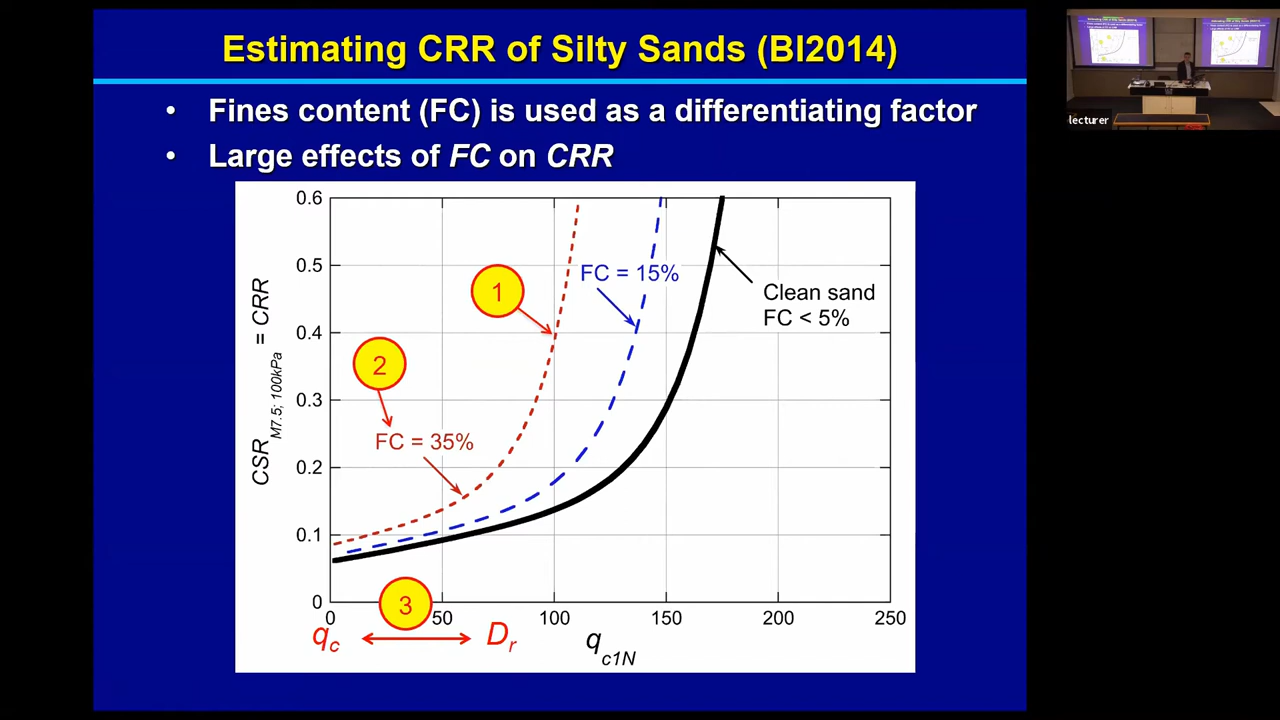 Estimating CRR of Silty Sands (BI2014)
• Fines content (FC) is used as a differentiating factor
• Large effects of FC on CRR
0.6
0.5
0.4
0.3
0.2
0.1
0
CSR M7.5; 100kPa = CRR
1
2
3
FC = 15%
FC = 35%
Clean sand
FC < 5%
0 50 100 150 200 250
qc Dr
qc1N
lecturer